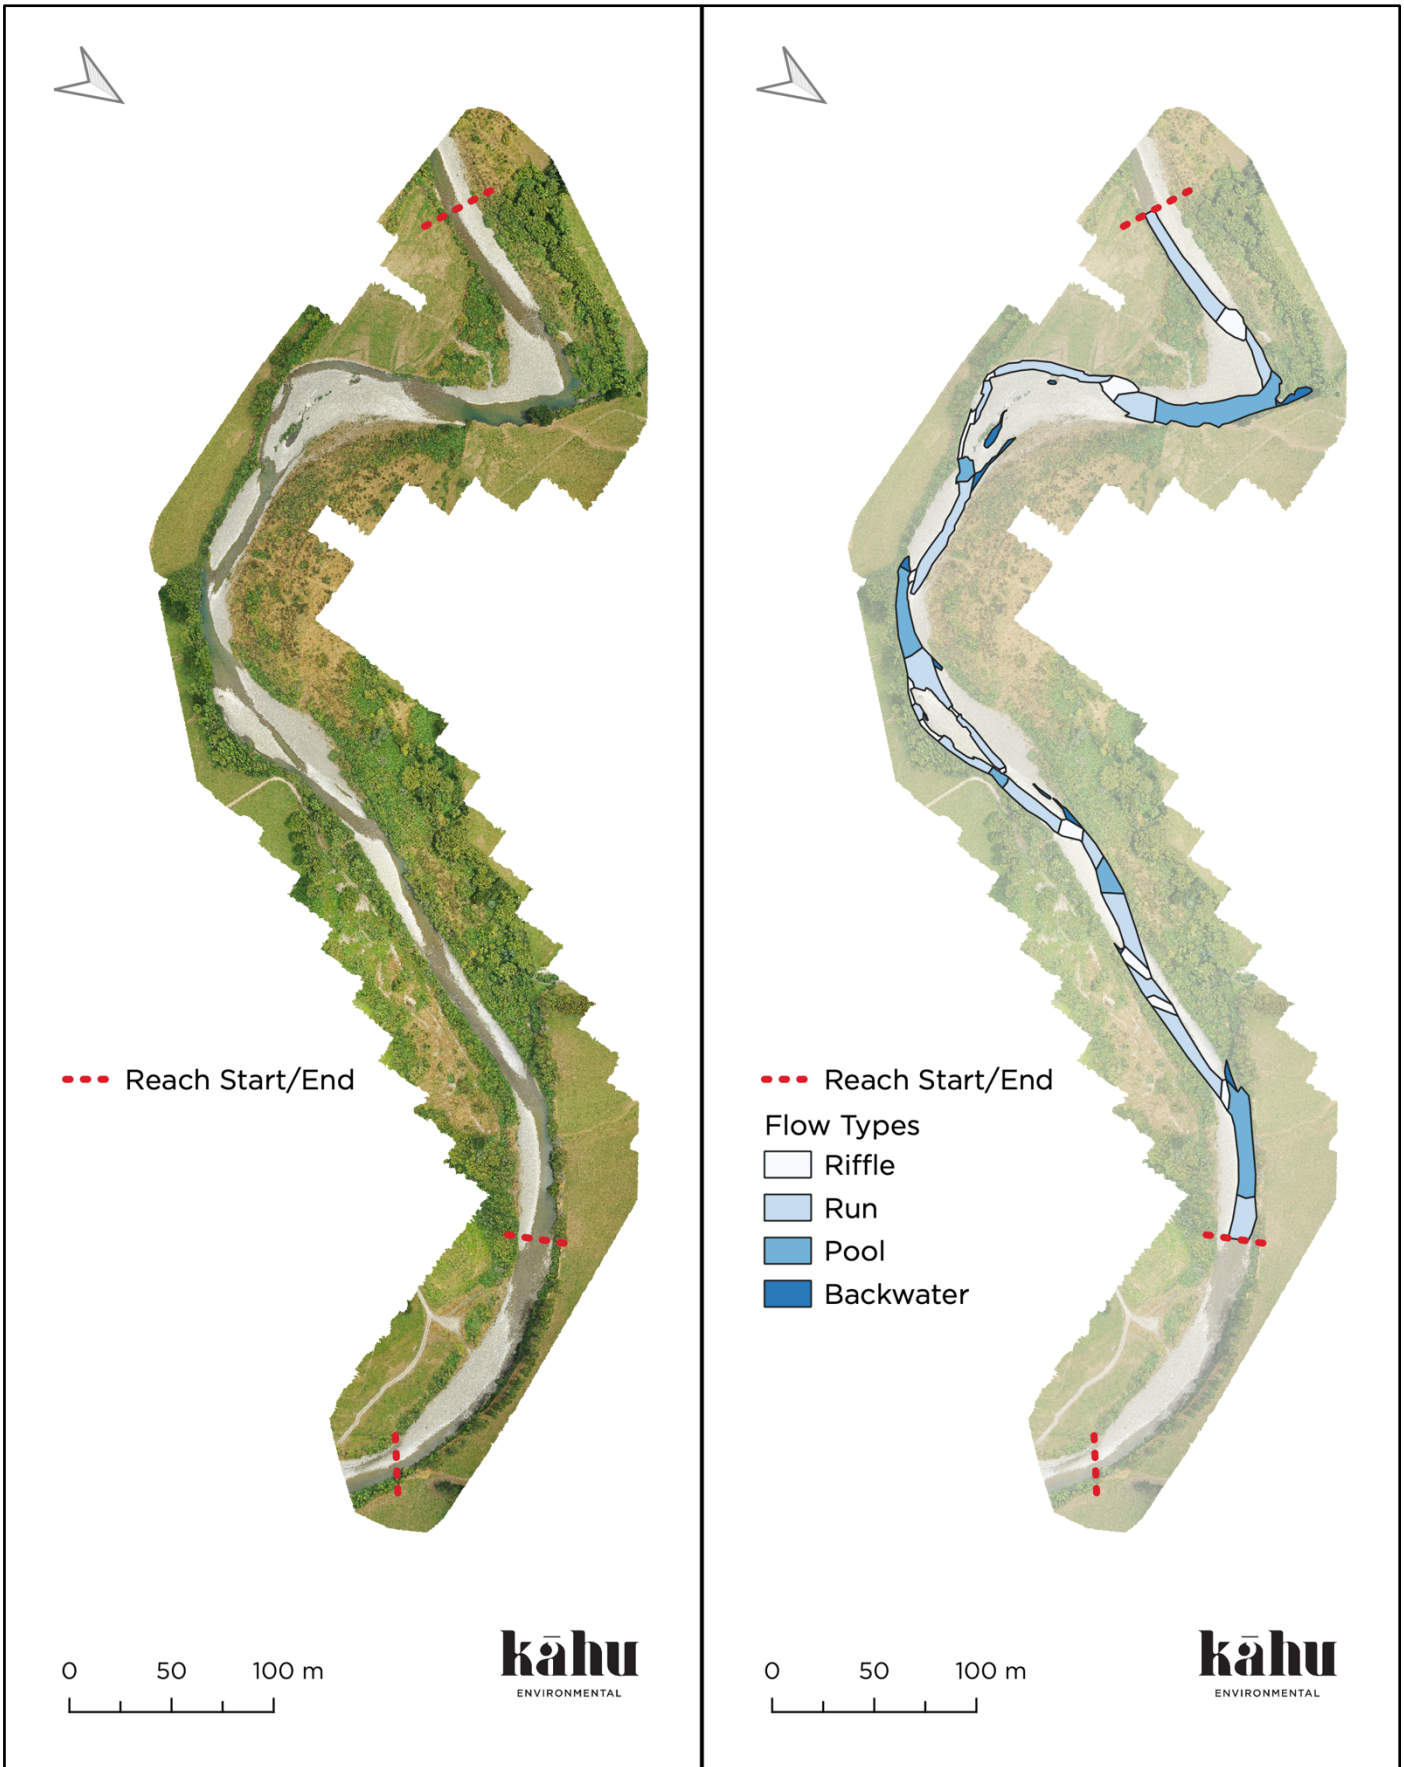 Reach Start/End
0 50 100 m
kāhu
ENVIRONMENTAL
Reach Start/End
Flow Types
Riffle
Run
Pool
Backwater
0 50 100 m
kāhu
ENVIRONMENTAL